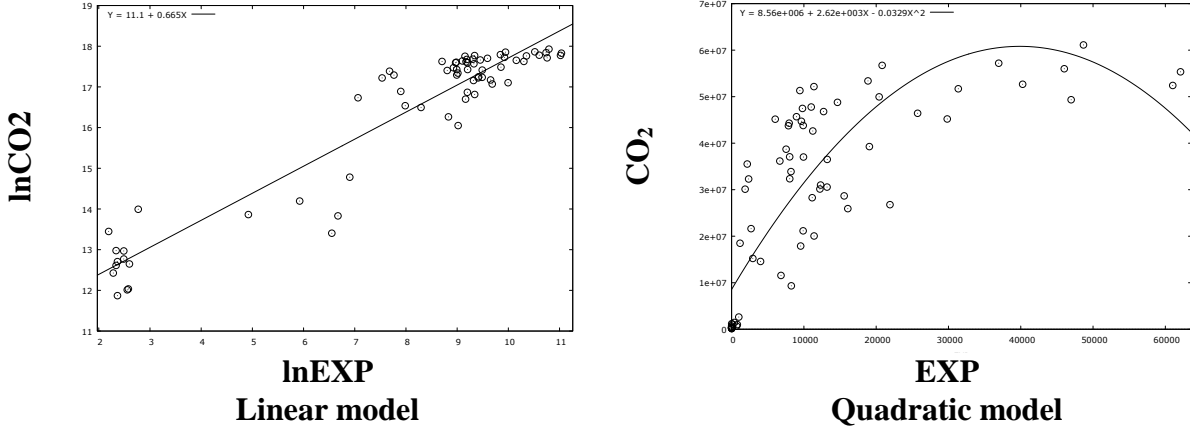 Y = 11.1 + 0.665X
19
18
17
16
15
14
13
12
11
2 3 4 5 6 7 8 9 10 11
lnCO2
lnEXP
Linear model
Y = 8.56e+006 + 2.62e+003X - 0.0329X^2
7e+07
6e+07
5e+07
4e+07
3e+07
2e+07
1e+07
0
0 10000 20000 30000 40000 50000 60000
CO₂
EXP
Quadratic model